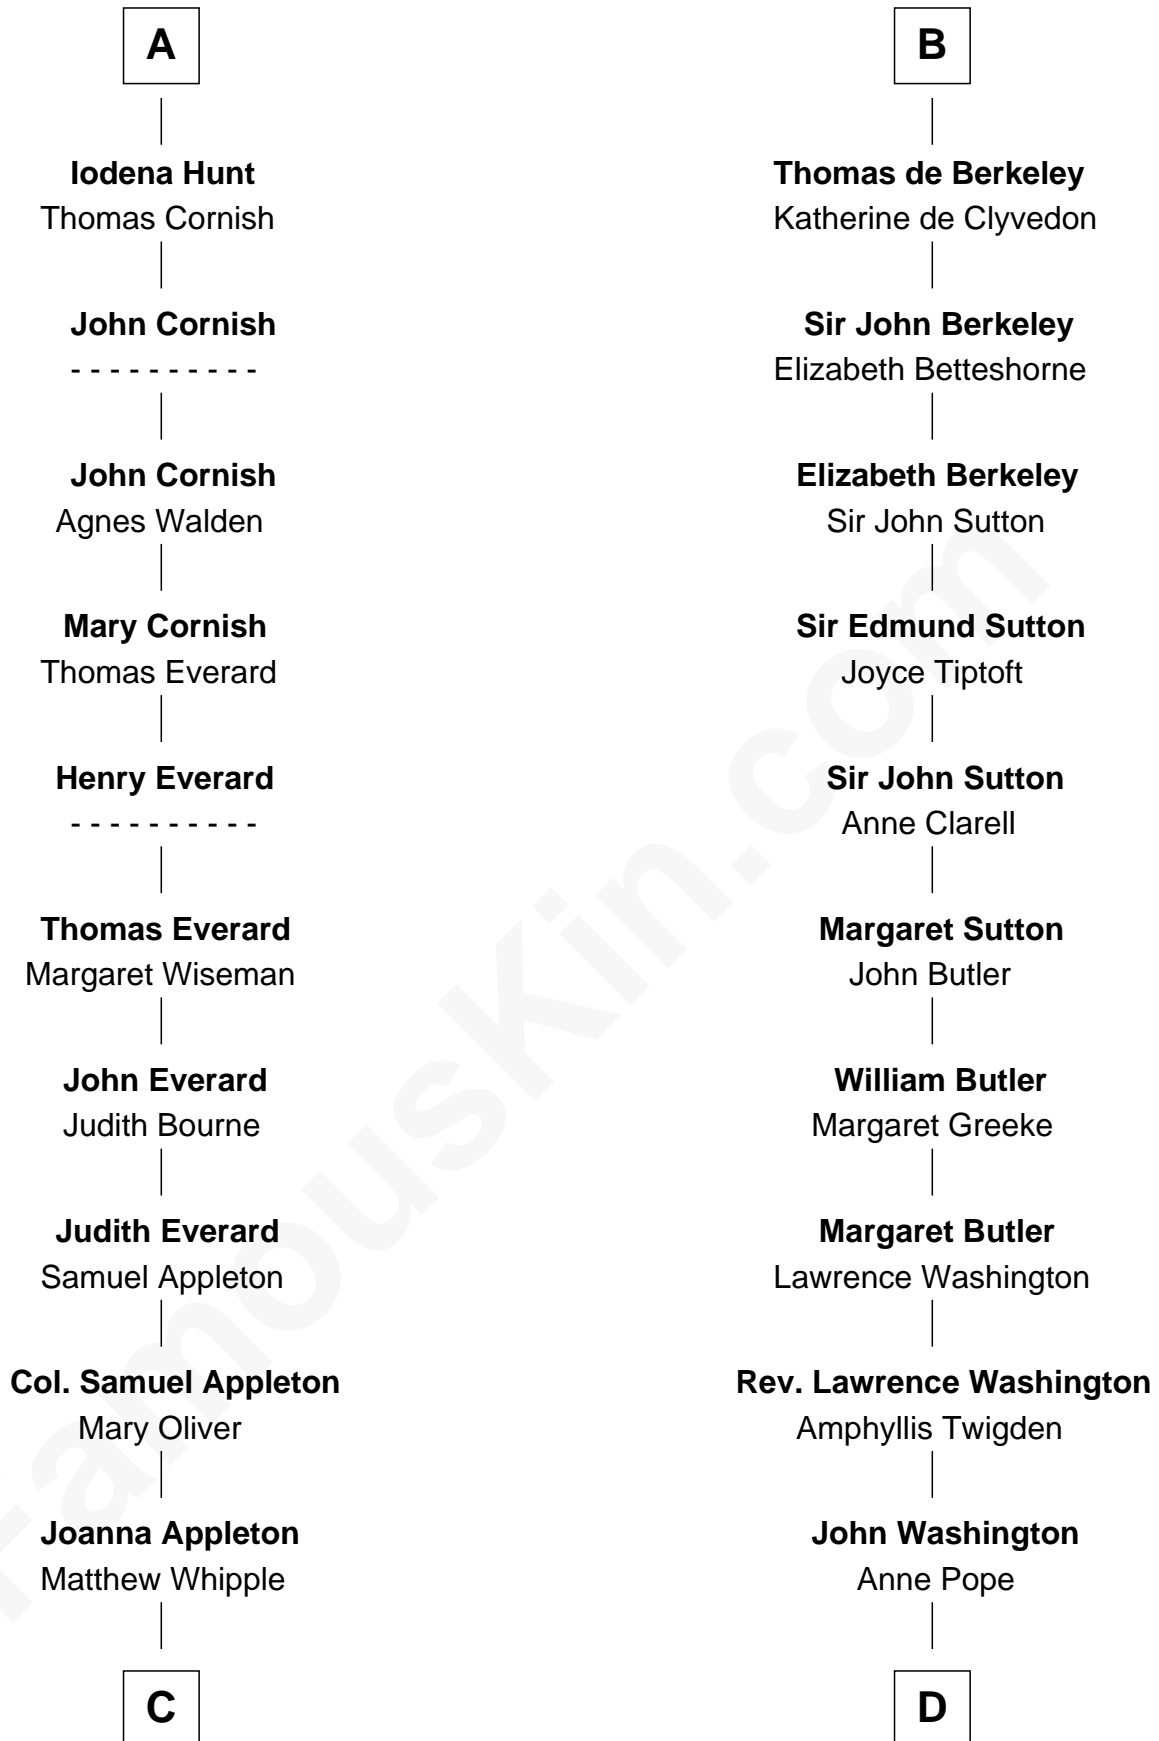 A
Iodena Hunt
Thomas Cornish
John Cornish
- - - - - - - - - -
John Cornish
Agnes Walden
Mary Cornish
Thomas Everard
Henry Everard
- - - - - - - - - -
Thomas Everard
Margaret Wiseman
John Everard
Judith Bourne
Judith Everard
Samuel Appleton
Col. Samuel Appleton
Mary Oliver
Joanna Appleton
Matthew Whipple
C
B
Thomas de Berkeley
Katherine de Clyvedon
Sir John Berkeley
Elizabeth Betteshorne
Elizabeth Berkeley
Sir John Sutton
Sir Edmund Sutton
Joyce Tiptoft
Sir John Sutton
Anne Clarell
Margaret Sutton
John Butler
William Butler
Margaret Greeke
Margaret Butler
Lawrence Washington
Rev. Lawrence Washington
Amphyllis Twigden
John Washington
Anne Pope
D
FamousKin.com